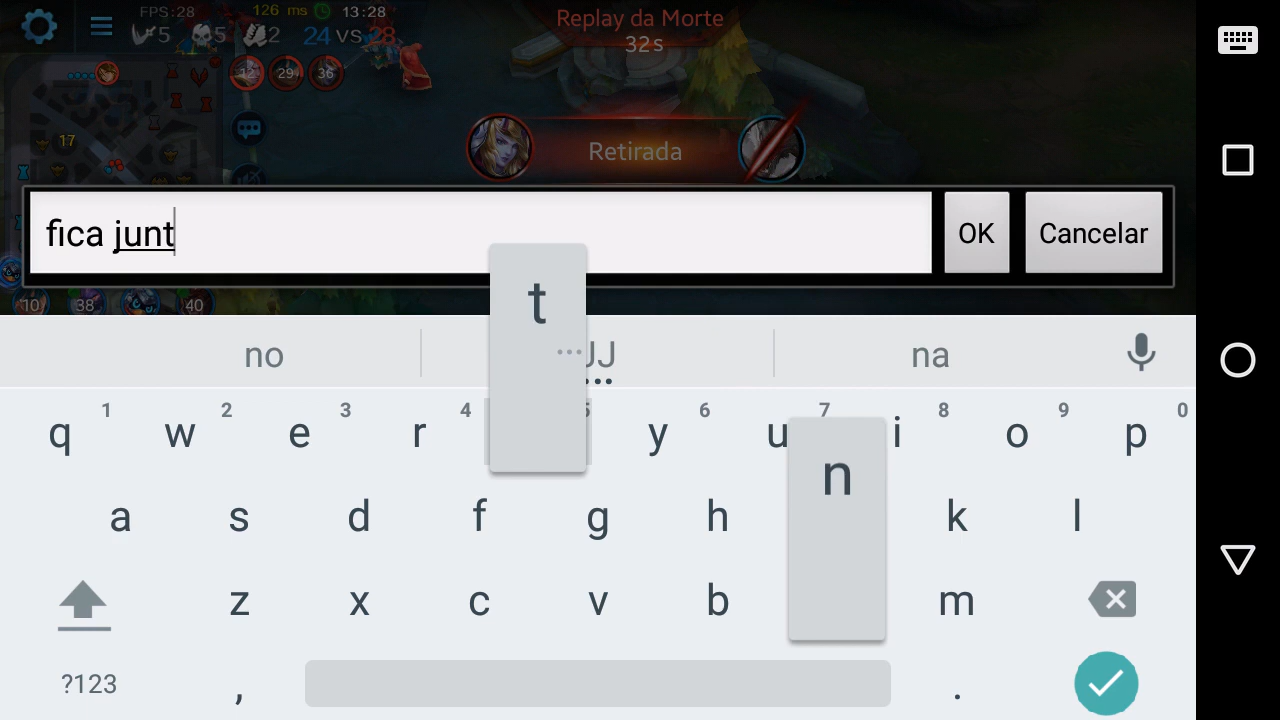 FPS:28 126 ms 13:28
5 5 2 24 VS 28
Replay da Morte
32s
12 29 36
17
Retirada
fica junt
OK
Cancelar
10 38 40
t
no
JJ
na
1 2 3 4 5 6 7 8 9 0
q w e r y u i o p
n
a s d f g h k l
z x c v b m
?123 , .